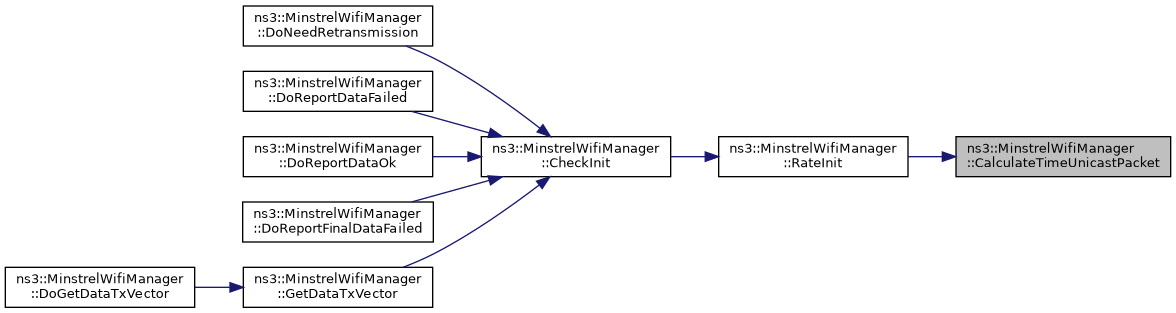 ns3::MinstrelWifiManager
::DoNeedRetransmission
ns3::MinstrelWifiManager
::DoReportDataFailed
ns3::MinstrelWifiManager
::DoReportDataOk
ns3::MinstrelWifiManager
::CheckInit
ns3::MinstrelWifiManager
::RateInit
ns3::MinstrelWifiManager
::CalculateTimeUnicastPacket
ns3::MinstrelWifiManager
::DoReportFinalDataFailed
ns3::MinstrelWifiManager
::DoGetDataTxVector
ns3::MinstrelWifiManager
::GetDataTxVector